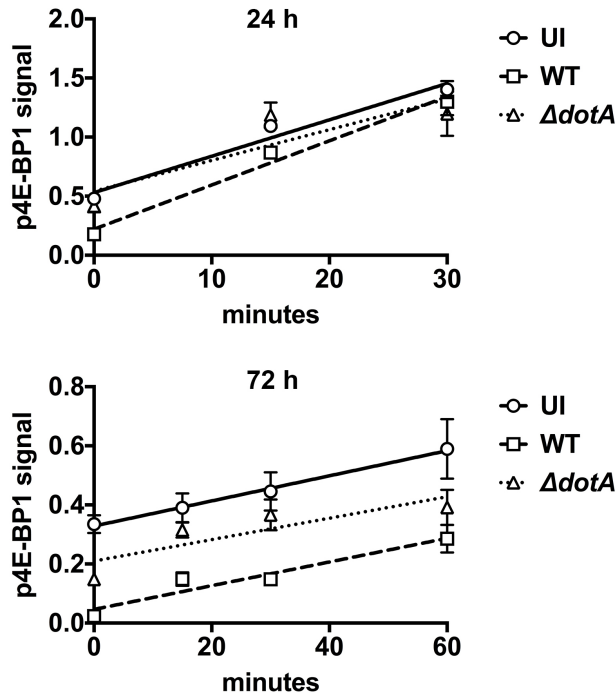 24 h
2.0
1.5
1.0
0.5
0.0
p4E-BP1 signal
0 10 20 30
minutes
UI
WT
ΔdotA
72 h
0.8
0.6
0.4
0.2
0.0
p4E-BP1 signal
0 20 40 60
minutes
UI
WT
ΔdotA